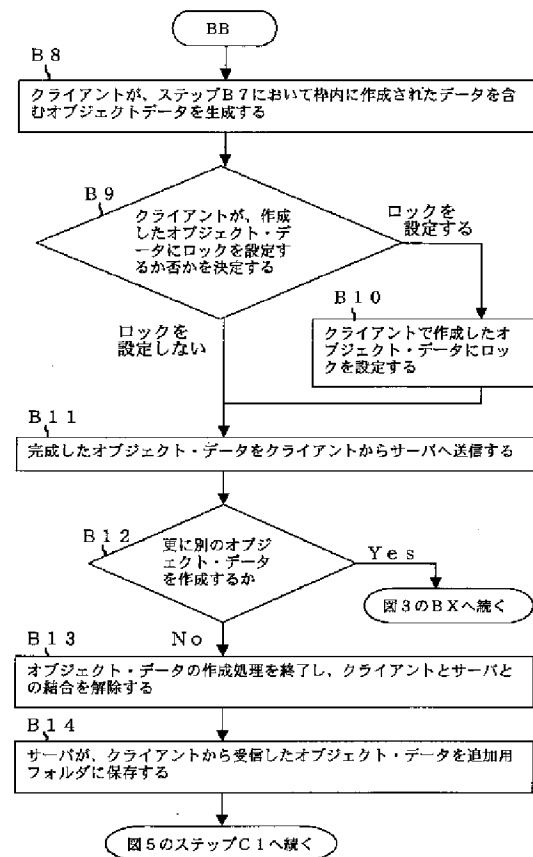 BB
B8
クライアントが、ステップB7において枠内に作成されたデータを含
むオブジェクトデータを生成する
B9
クライアントが、作成
したオブジェクト・デ
ータにロックを設定す
るか否かを決定する
ロックを
設定する
B10
クライアントで作成したオ
ブジェクト・データにロッ
クを設定する
ロックを
設定しない
B11
完成したオブジェクト・データをクライアントからサーバへ送信する
B12
更に別のオブジ
ェクト・データ
を作成するか
Yes
図3のBXへ続く
No
B13
オブジェクト・データの作成処理を終了し、クライアントとサーバと
の結合を解除する
B14
サーバが、クライアントから受信したオブジェクト・データを追加用
フォルダに保存する
図5のステップC1へ続く